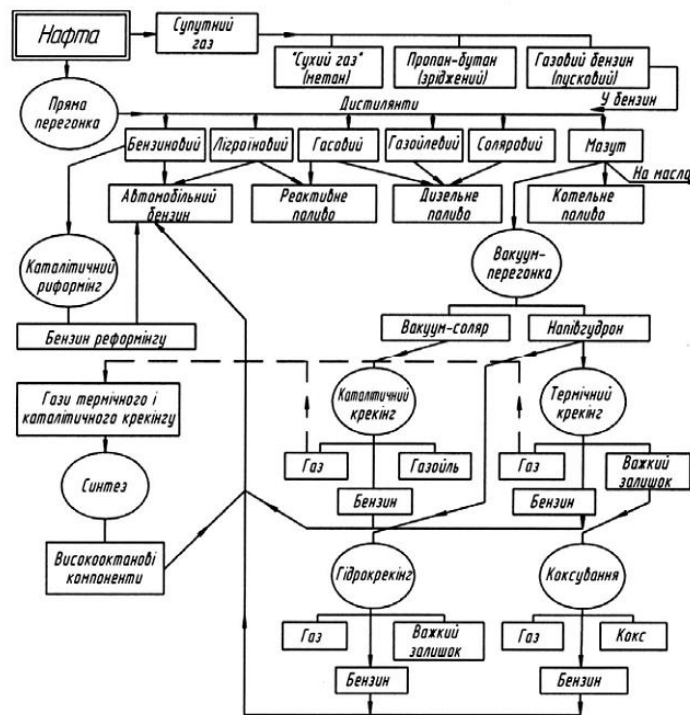 Нафта
Супутний
газ
"Сухий газ"
(метан)
Пропан-бутан
(зріджений)
Газовий бензин
(пусковий)
У бензин
Пряма
перегонка
Дистилянти
Бензиновий
Лігроїновий
Гасовий
Газойлевий
Соляровий
Мазут
На масла
Автомобільний
бензин
Реактивне
паливо
Дизельне
паливо
Котельне
паливо
Каталітичний
риформінг
Вакуум-
перегонка
Бензин реформінгу
Вакуум-соляр
Напівгудрон
Гази термічного і
каталітичного крекінгу
Каталітичний
крекінг
Термічний
крекінг
Газ
Газойль
Газ
Важкий
залишок
Синтез
Бензин
Бензин
Високооктанові
компоненти
Гідрокрекінг
Коксування
Газ
Важкий
залишок
Газ
Кокс
Бензин
Бензин